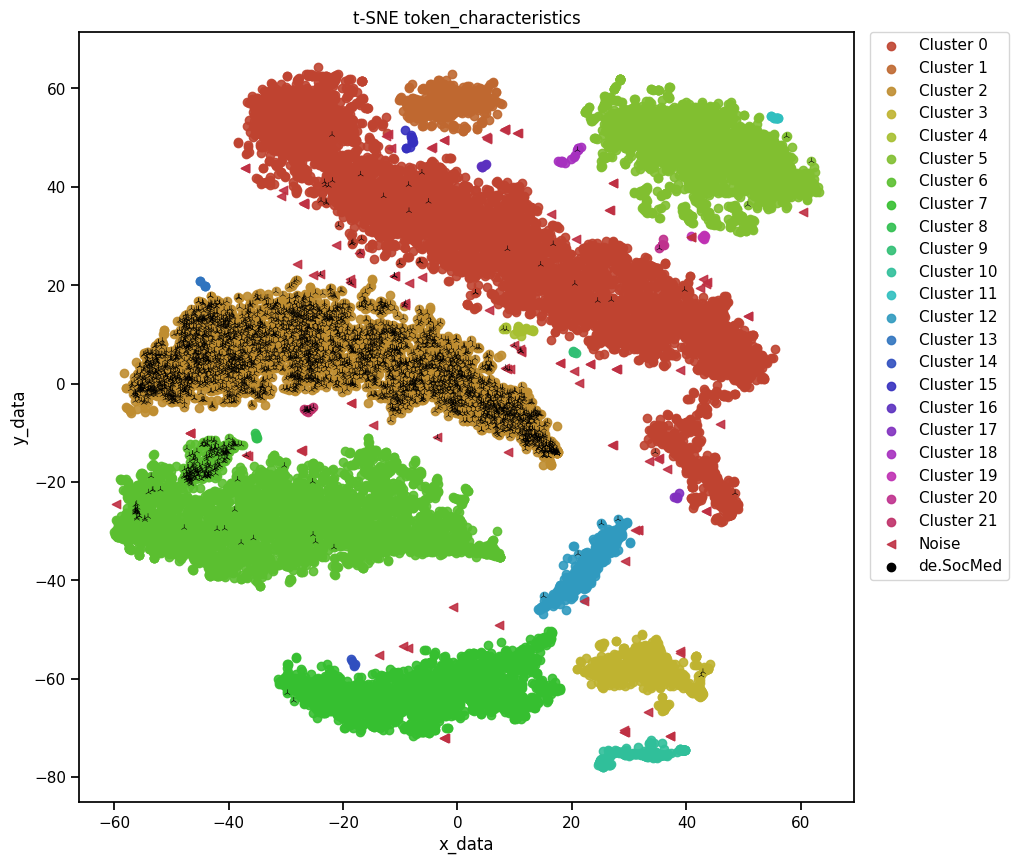 t-SNE token_characteristics
y_data
60
40
20
0
−20
−40
−60
−80
−60
−40
−20
0
20
40
60
x_data
Cluster 0
Cluster 1
Cluster 2
Cluster 3
Cluster 4
Cluster 5
Cluster 6
Cluster 7
Cluster 8
Cluster 9
Cluster 10
Cluster 11
Cluster 12
Cluster 13
Cluster 14
Cluster 15
Cluster 16
Cluster 17
Cluster 18
Cluster 19
Cluster 20
Cluster 21
Noise
de.SocMed